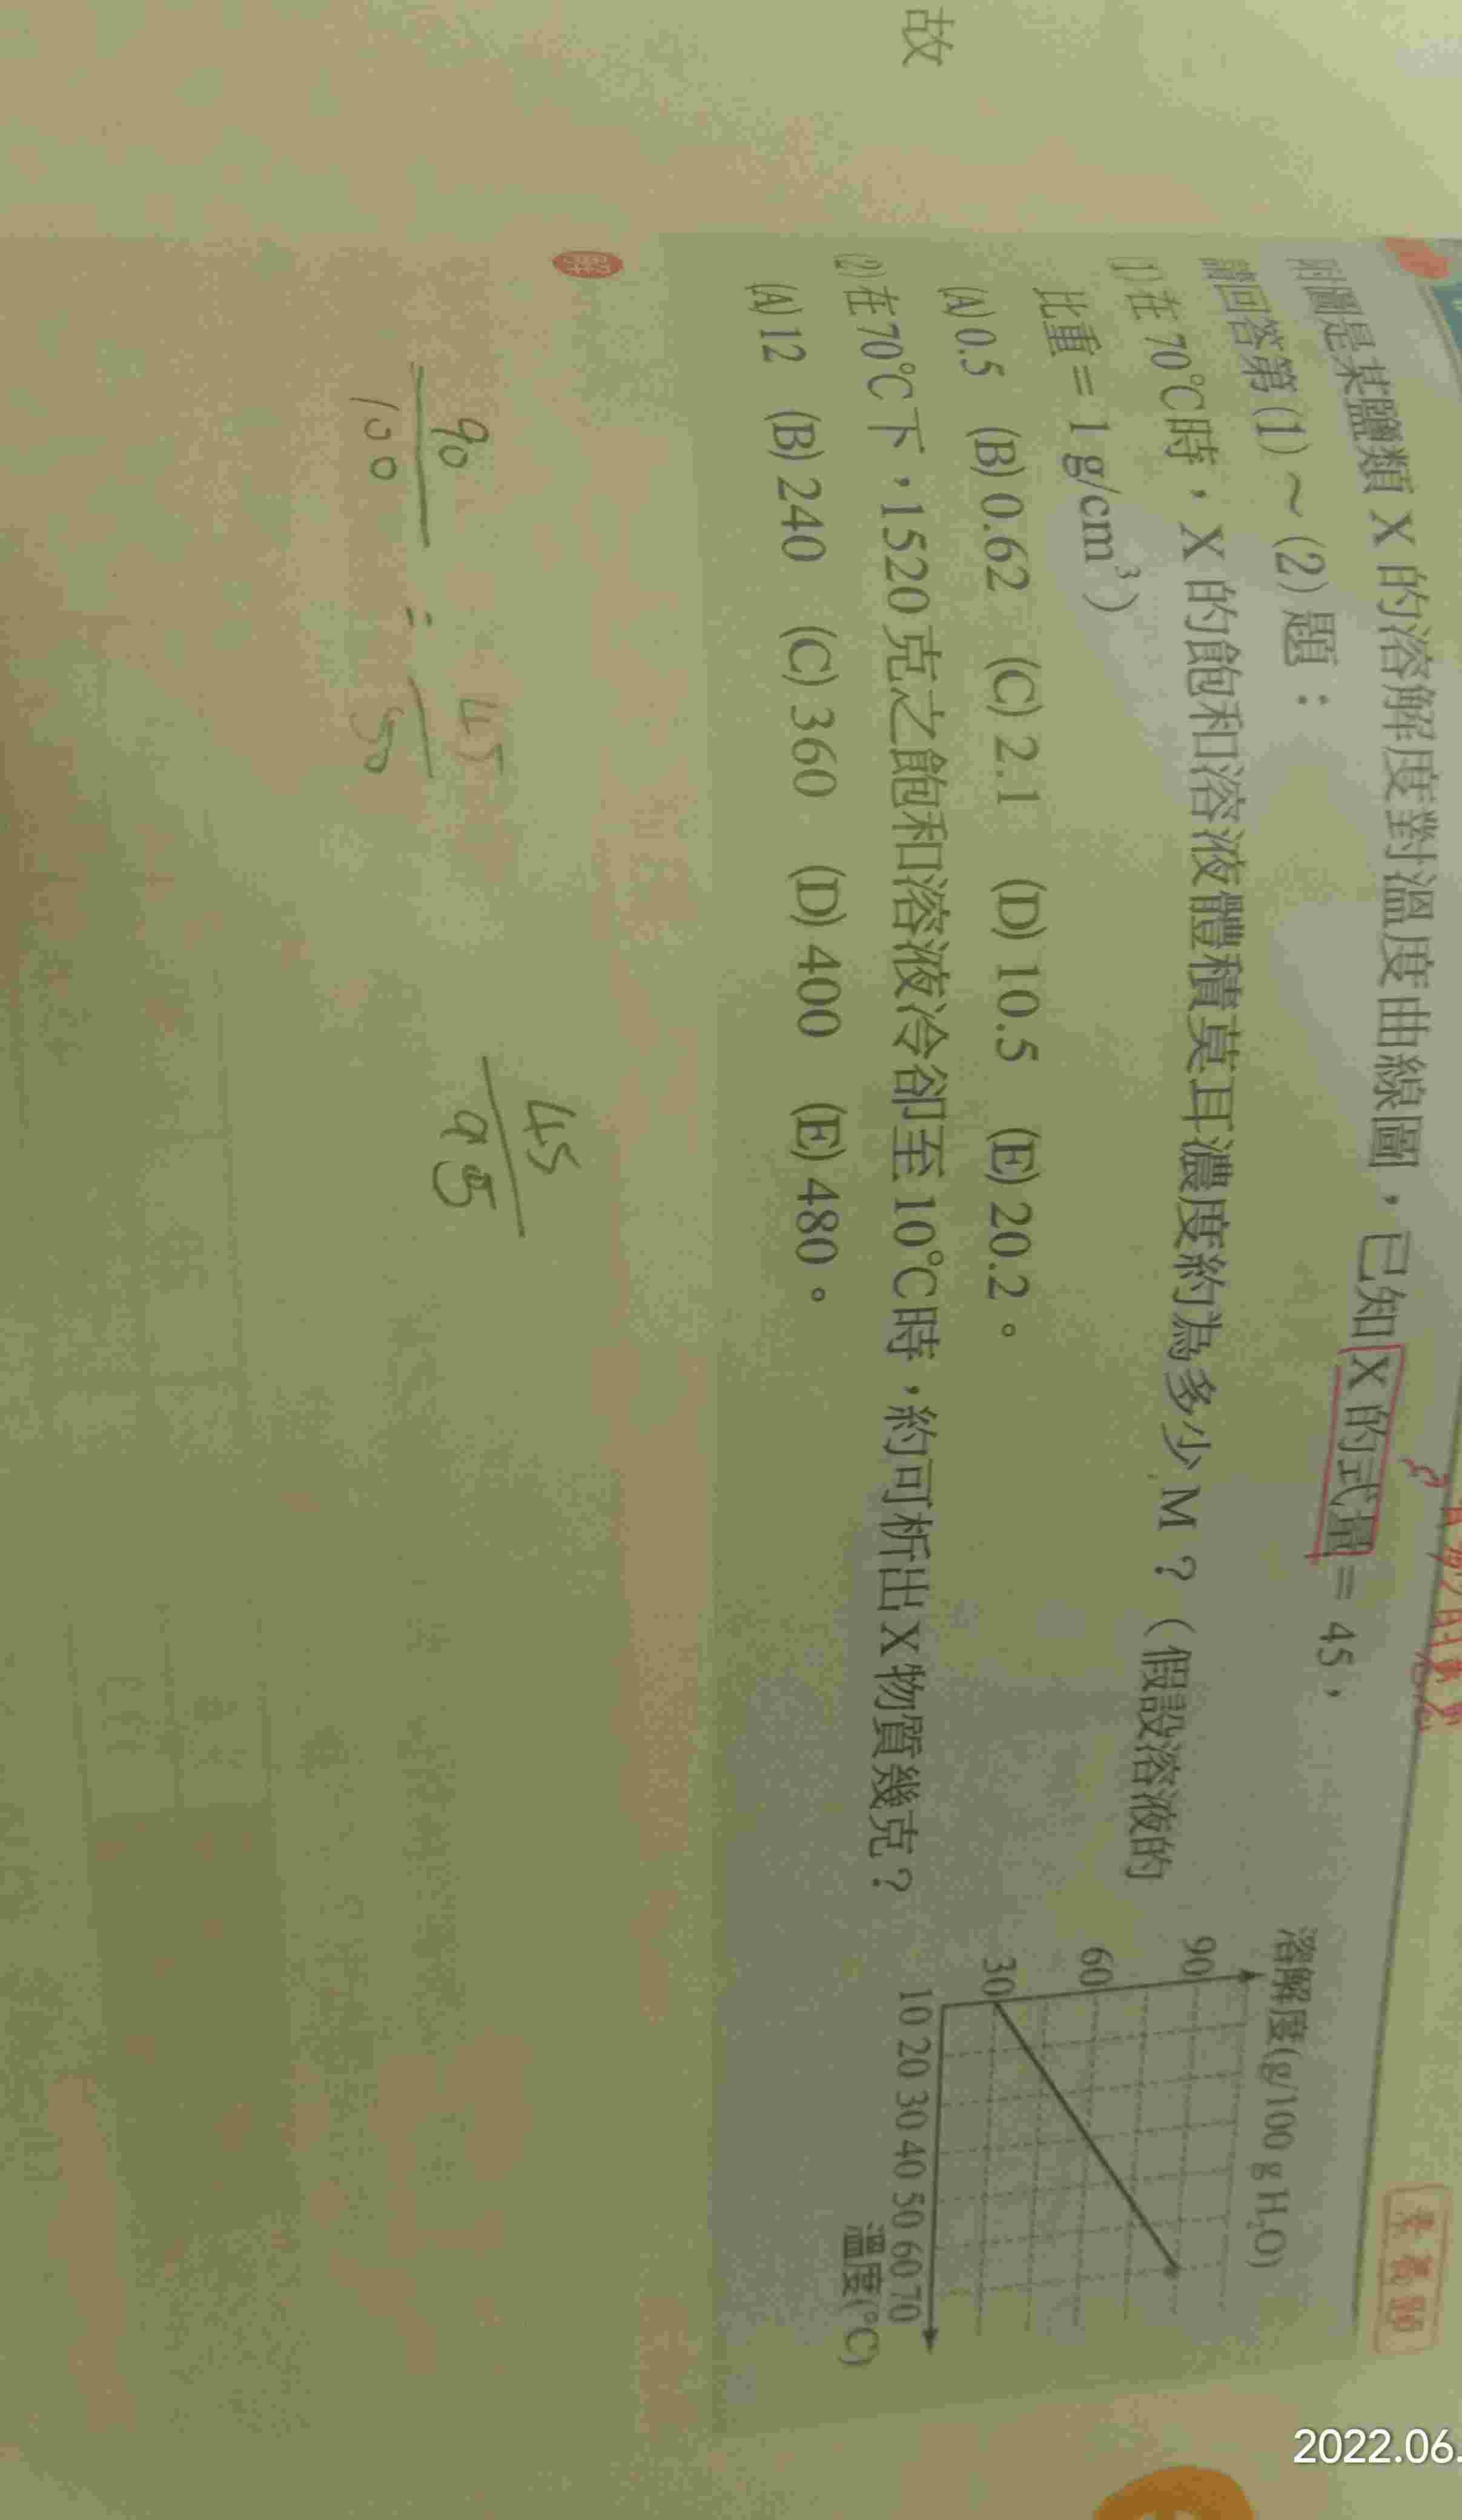 故
附圖是某鹽類 X 的溶解度對溫度曲線圖，已知 X 的式量 = 45，
請回答第 (1) ~ (2) 題：
(1) 在 70°C時，X 的飽和溶液體積莫耳濃度約為多少 M？（假設溶液的
比重 = 1 g/cm³）
(A) 0.5 (B) 0.62 (C) 2.1 (D) 10.5 (E) 20.2。
(2) 在 70°C下，1520 克之飽和溶液冷卻至 10°C時，約可析出 X 物質幾克？
(A) 12 (B) 240 (C) 360 (D) 400 (E) 480。
溶解度(g/100 g H₂O)
90
60
30
10 20 30 40 50 60 70
溫度(°C)
90
100
=
45
50
45
95
2022.06.